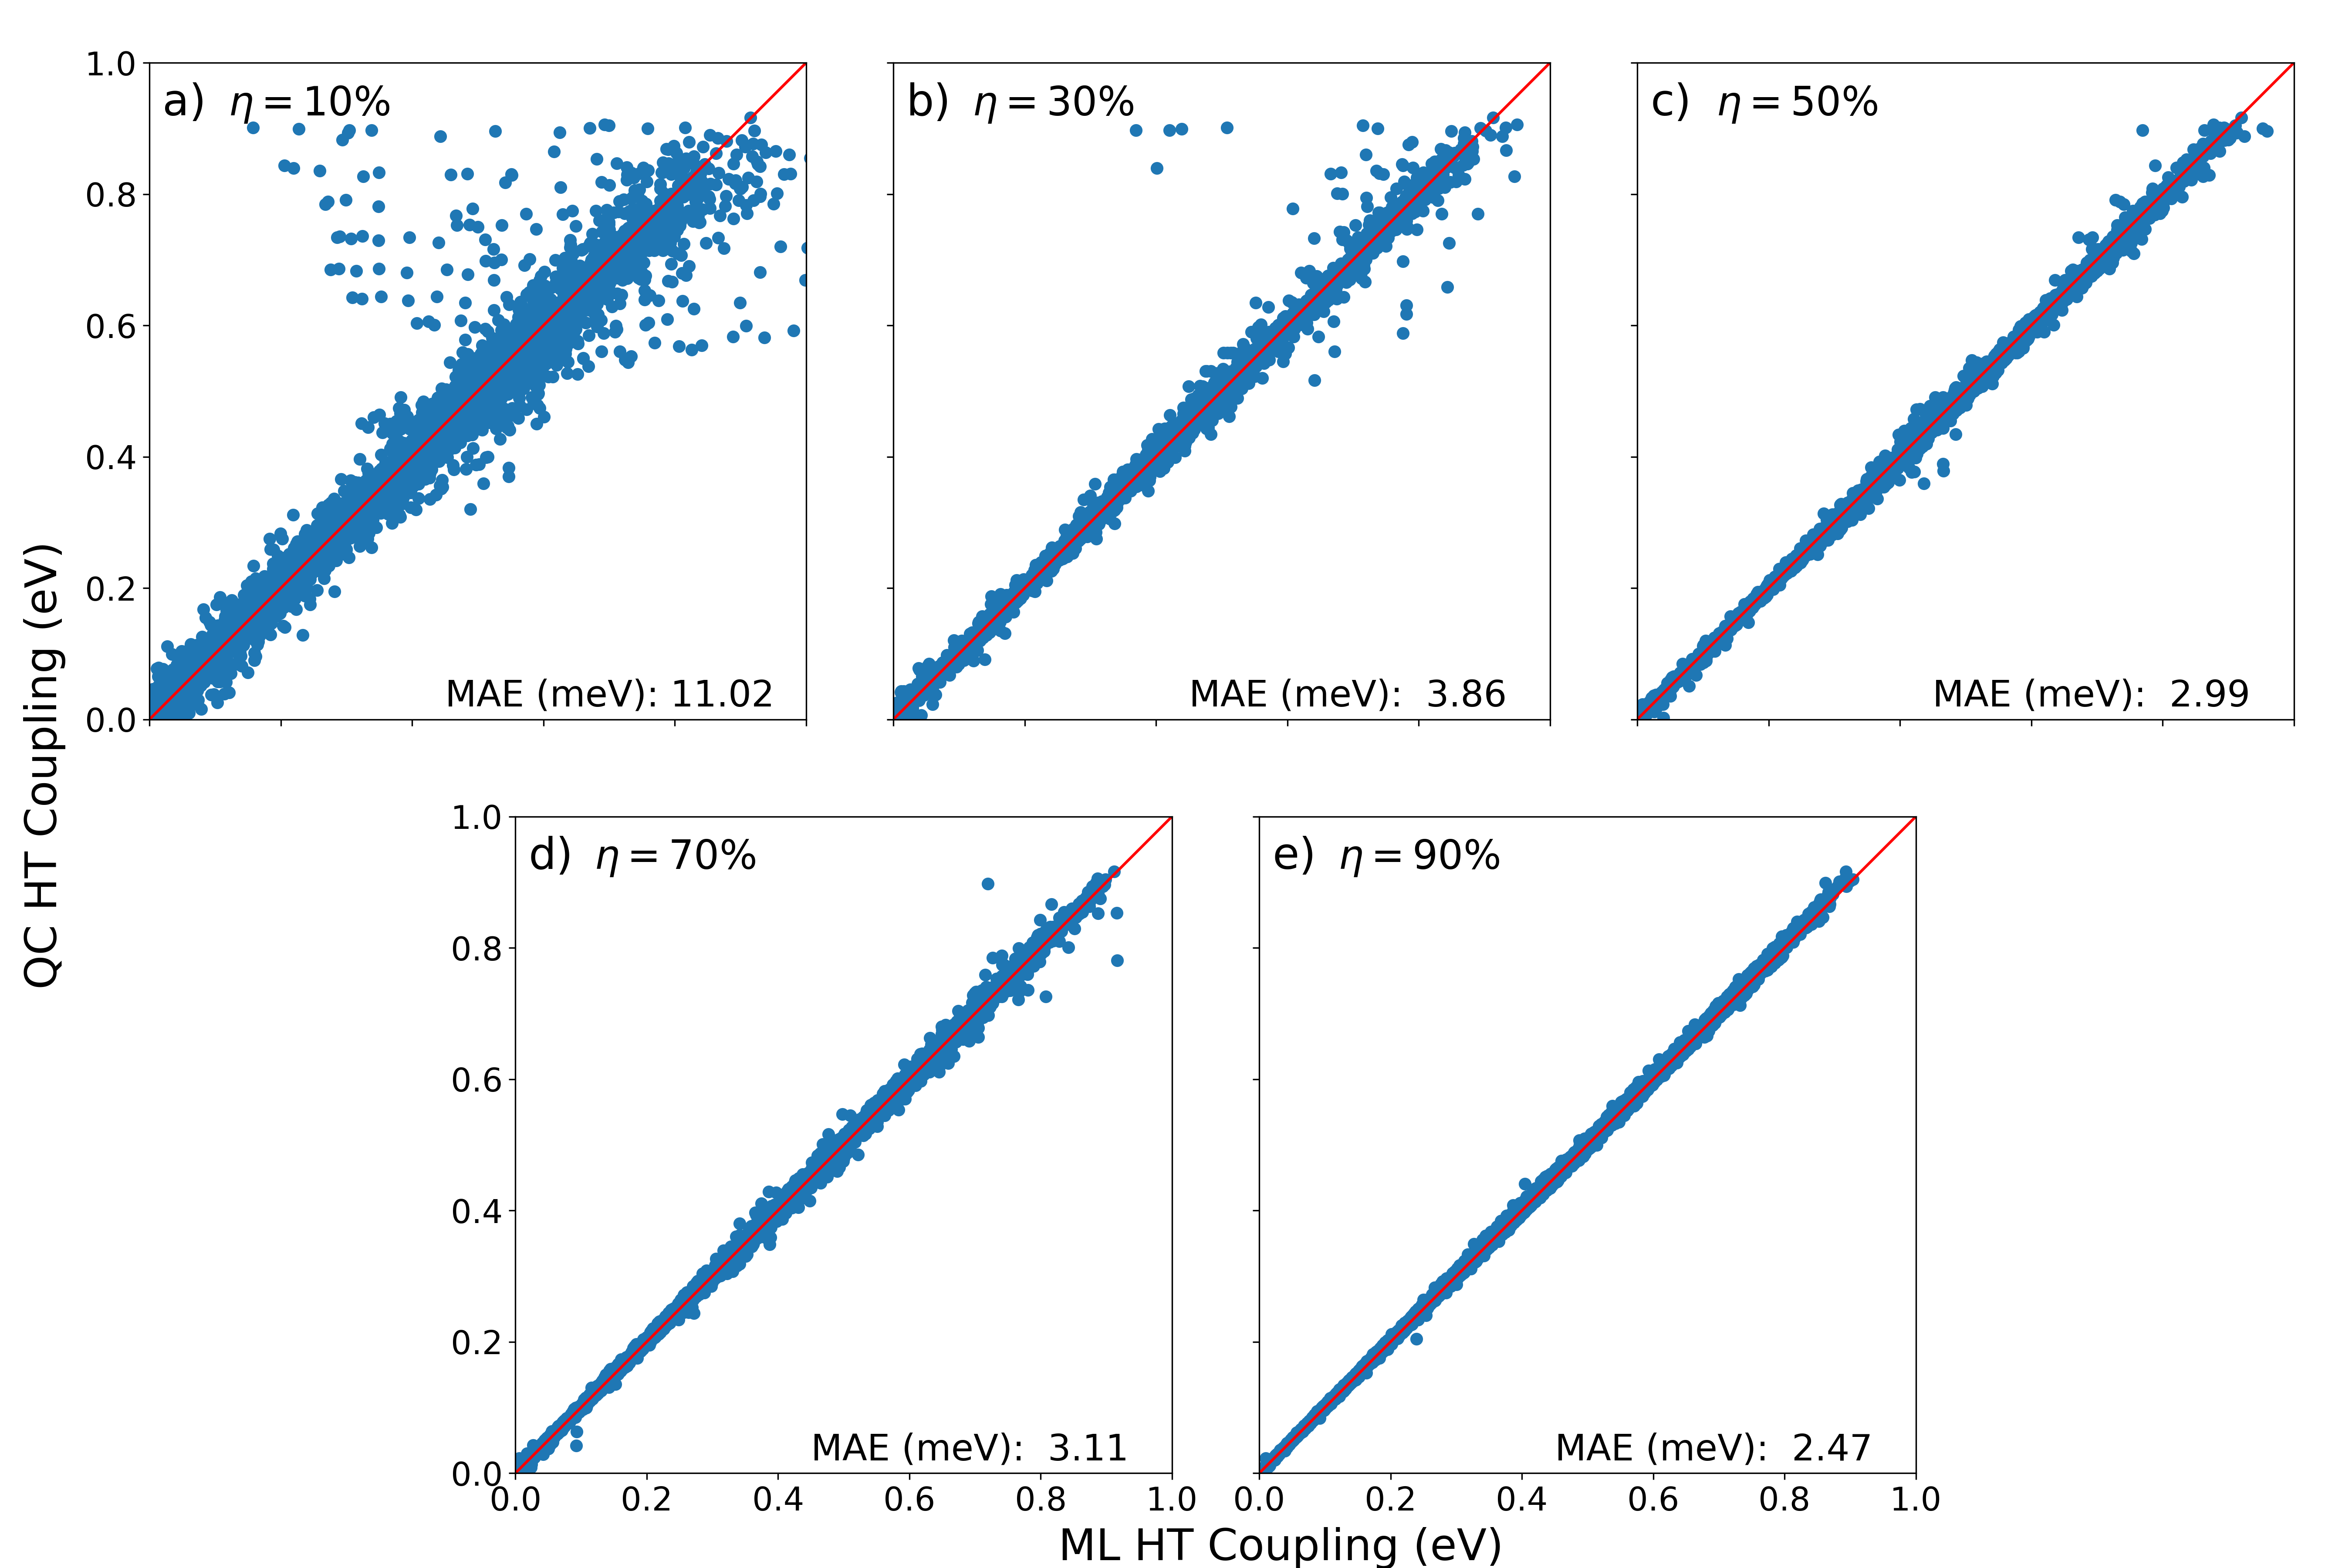 a) η = 10%
b) η = 30%
c) η = 50%
1.0
0.8
0.6
0.4
0.2
0.0
MAE (meV): 11.02
MAE (meV): 3.86
MAE (meV): 2.99
QC HT Coupling (eV)
d) η = 70%
e) η = 90%
1.0
0.8
0.6
0.4
0.2
0.0
MAE (meV): 3.11
MAE (meV): 2.47
0.0 0.2 0.4 0.6 0.8 1.0
0.0 0.2 0.4 0.6 0.8 1.0
ML HT Coupling (eV)